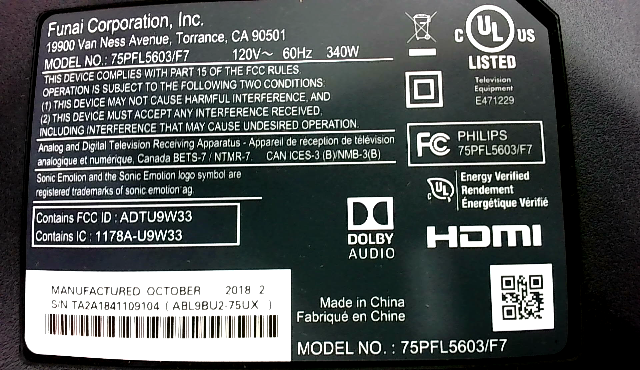 Funai Corporation, Inc.
19900 Van Ness Avenue, Torrance, CA 90501
MODEL NO.: 75PFL5603/F7 120V~ 60Hz 340W
THIS DEVICE COMPLIES WITH PART 15 OF THE FCC RULES
OPERATION IS SUBJECT TO THE FOLLOWING TWO CONDITIONS:
(1) THIS DEVICE MAY NOT CAUSE HARMFUL INTERFERENCE, AND
(2) THIS DEVICE MUST ACCEPT ANY INTERFERENCE RECEIVED,
INCLUDING INTERFERENCE THAT MAY CAUSE UNDESIRED OPERATION.
Analog and Digital Television Receiving Apparatus - Appareil de réception de télévision
analogique et numérique, Canada BETS-7 / NTMR-7. CAN ICES-3 (B)/NMB-3(B)
Sonic Emotion and the Sonic Emotion logo symbol are
registered trademarks of sonic emotion ag.
Contains FCC ID : ADTU9W33
Contains IC : 1178A-U9W33
C UL US
LISTED
Television
Equipment
E471229
FC PHILIPS
75PFL5603/F7
UL Energy Verified
Rendement
Énergétique Vérifié
DOLBY
AUDIO
HDMI
MANUFACTURED OCTOBER 2018 2
S/N TA2A1841109104 ( ABL9BU2-75UX )
Made in China
Fabriqué en Chine
MODEL NO. : 75PFL5603/F7